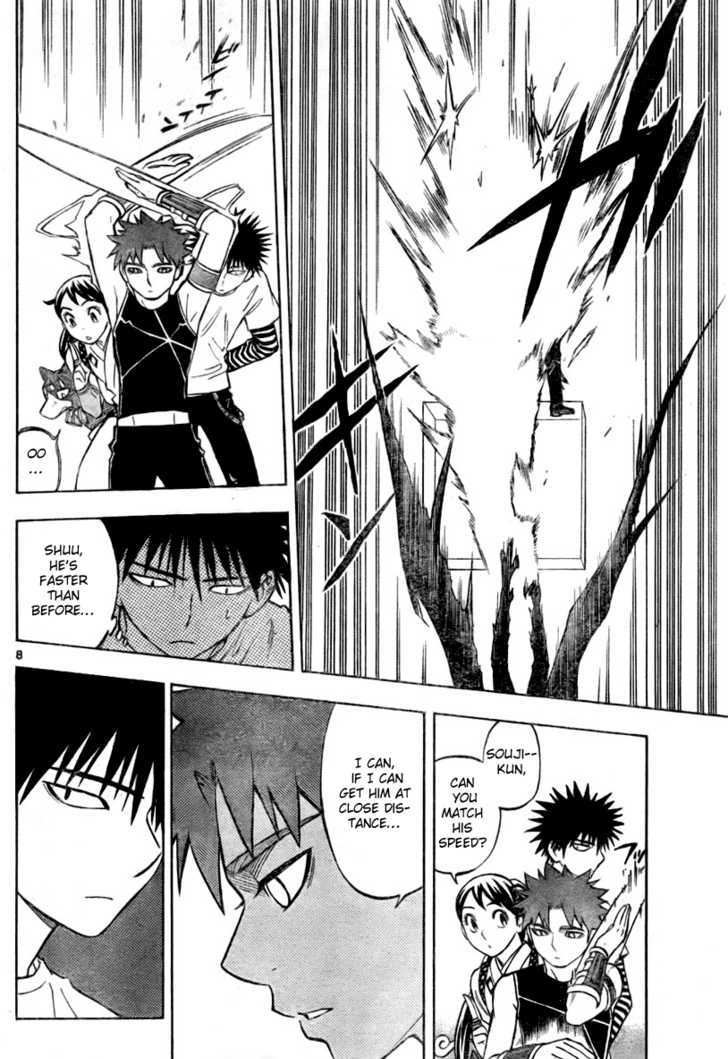 OO
...
SHUU,
HE'S
FASTER
THAN
BEFORE...
8
SOUJI--
KUN,
CAN
YOU
MATCH
HIS
SPEED?
I CAN,
IF I CAN
GET HIM AT
CLOSE DIS-
TANCE...